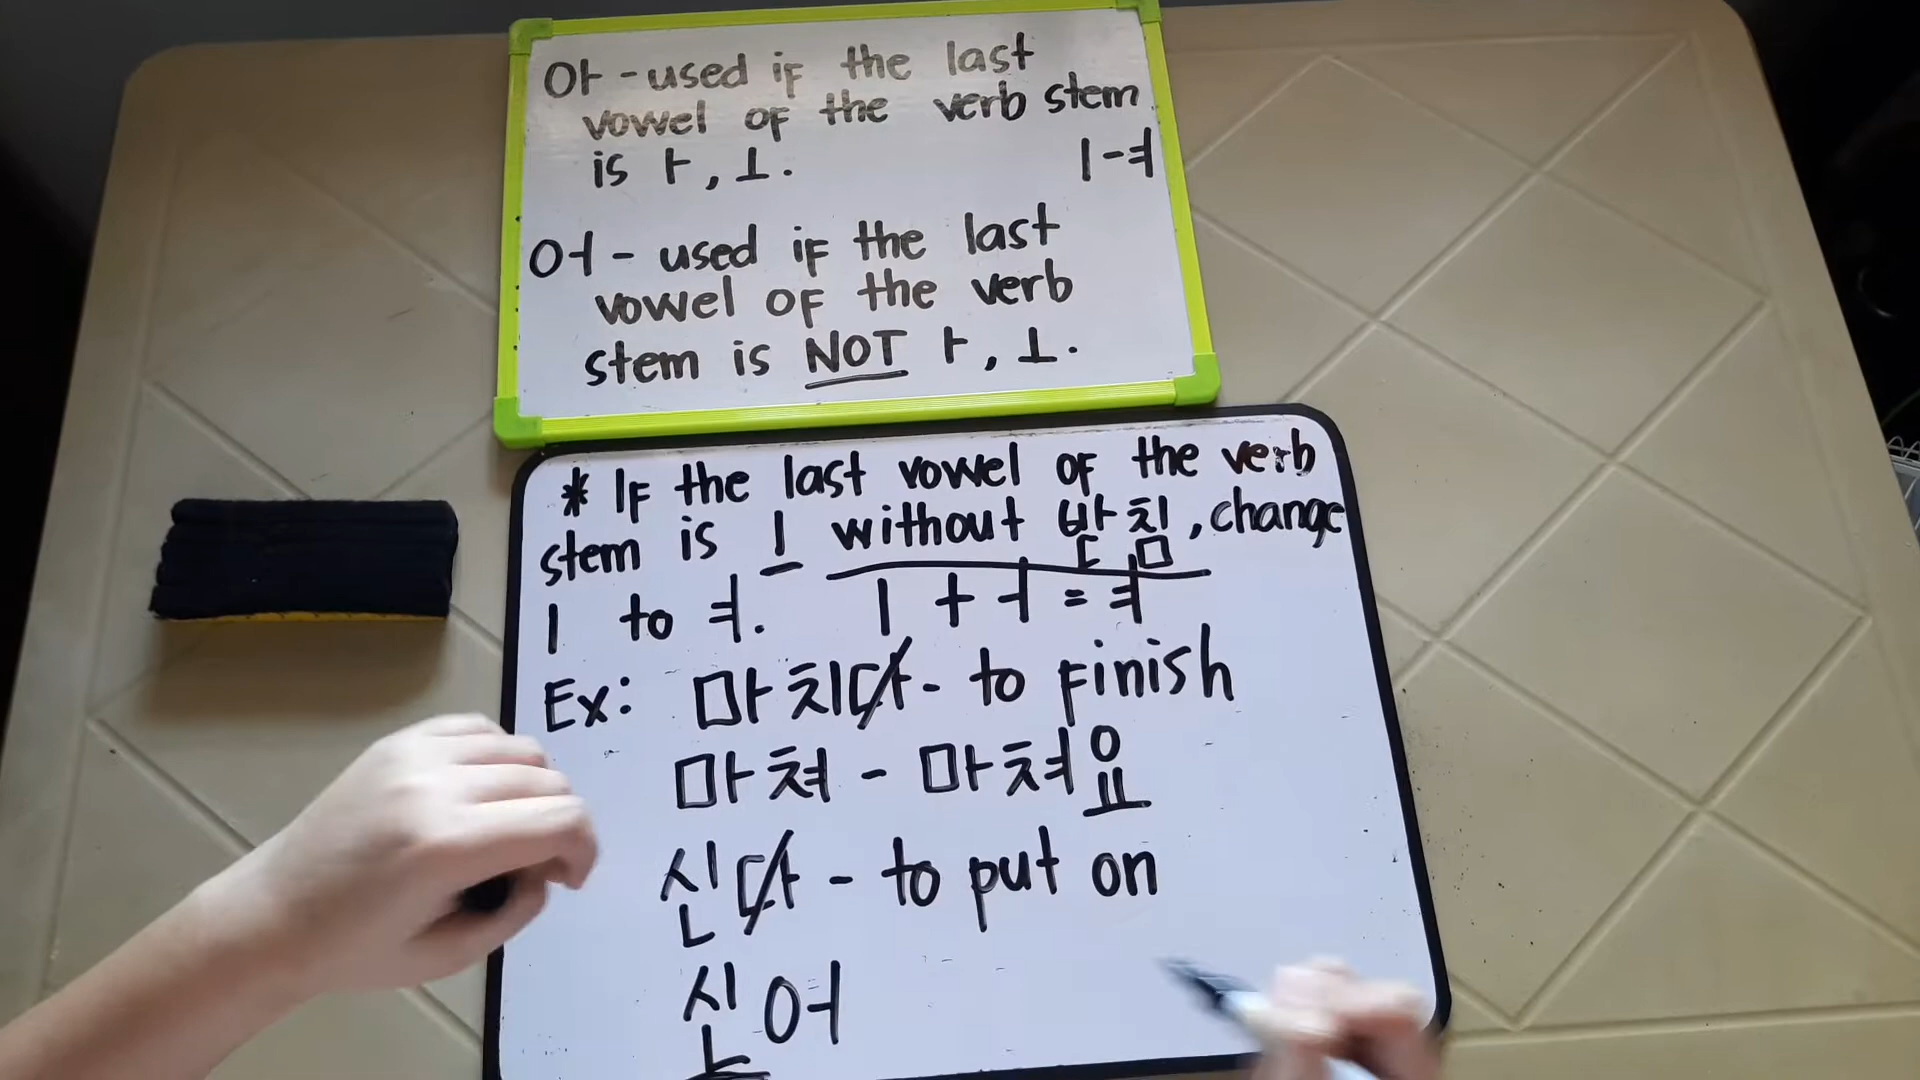 아 - used if the last
vowel of the verb stem
is ㅏ, ㅗ.
ㅣ-ㅕ
어 - used if the last
vowel of the verb
stem is NOT ㅏ, ㅗ.
* If the last vowel of the verb
stem is ㅣ without 받침, change
ㅣ to ㅕ. ㅣ + ㅓ = ㅕ
Ex: 마치다 - to finish
마쳐 - 마쳐요
신다 - to put on
신어